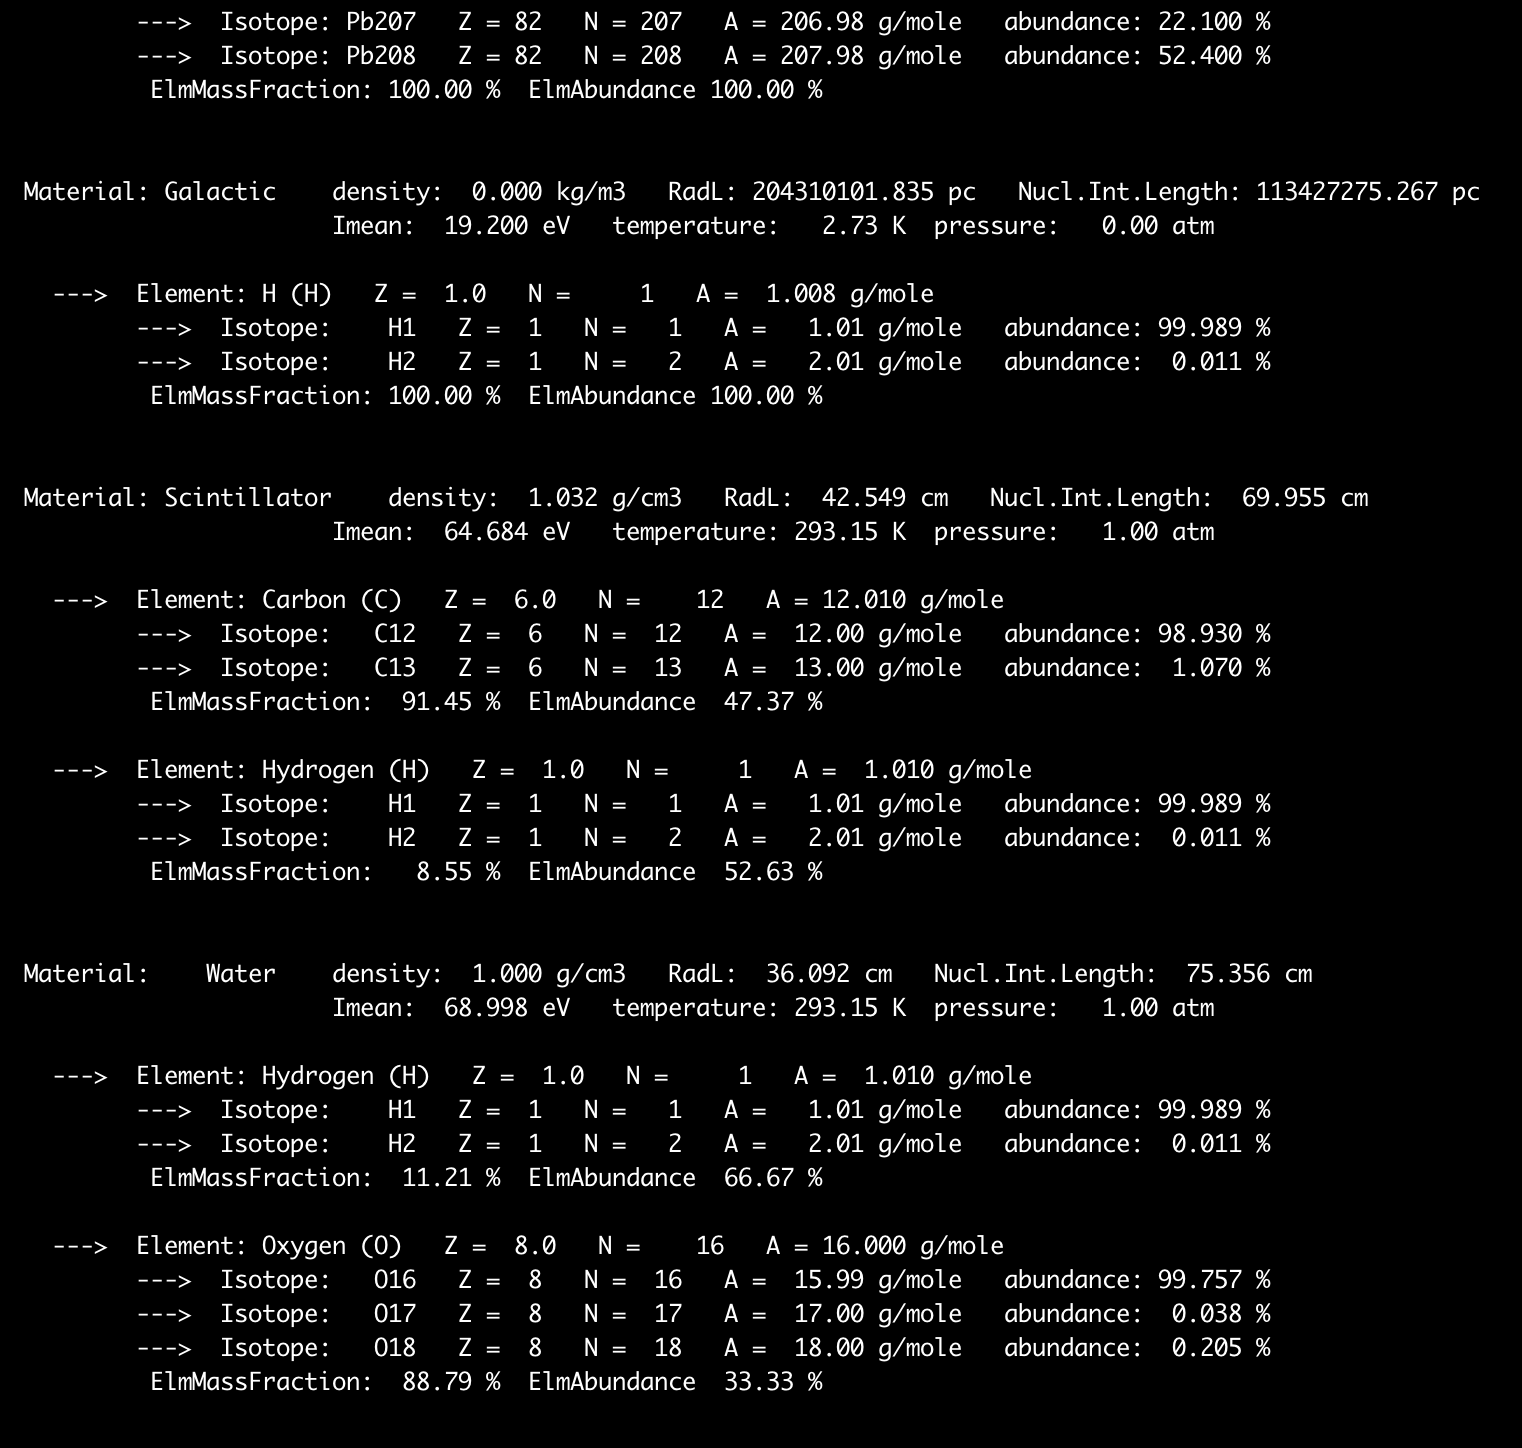 ---> Isotope: Pb207 Z = 82 N = 207 A = 206.98 g/mole abundance: 22.100 %
---> Isotope: Pb208 Z = 82 N = 208 A = 207.98 g/mole abundance: 52.400 %
ElmMassFraction: 100.00 % ElmAbundance 100.00 %
Material: Galactic density: 0.000 kg/m3 RadL: 204310101.835 pc Nucl.Int.Length: 113427275.267 pc
Imean: 19.200 eV temperature: 2.73 K pressure: 0.00 atm
---> Element: H (H) Z = 1.0 N = 1 A = 1.008 g/mole
---> Isotope: H1 Z = 1 N = 1 A = 1.01 g/mole abundance: 99.989 %
---> Isotope: H2 Z = 1 N = 2 A = 2.01 g/mole abundance: 0.011 %
ElmMassFraction: 100.00 % ElmAbundance 100.00 %
Material: Scintillator density: 1.032 g/cm3 RadL: 42.549 cm Nucl.Int.Length: 69.955 cm
Imean: 64.684 eV temperature: 293.15 K pressure: 1.00 atm
---> Element: Carbon (C) Z = 6.0 N = 12 A = 12.010 g/mole
---> Isotope: C12 Z = 6 N = 12 A = 12.00 g/mole abundance: 98.930 %
---> Isotope: C13 Z = 6 N = 13 A = 13.00 g/mole abundance: 1.070 %
ElmMassFraction: 91.45 % ElmAbundance 47.37 %
---> Element: Hydrogen (H) Z = 1.0 N = 1 A = 1.010 g/mole
---> Isotope: H1 Z = 1 N = 1 A = 1.01 g/mole abundance: 99.989 %
---> Isotope: H2 Z = 1 N = 2 A = 2.01 g/mole abundance: 0.011 %
ElmMassFraction: 8.55 % ElmAbundance 52.63 %
Material: Water density: 1.000 g/cm3 RadL: 36.092 cm Nucl.Int.Length: 75.356 cm
Imean: 68.998 eV temperature: 293.15 K pressure: 1.00 atm
---> Element: Hydrogen (H) Z = 1.0 N = 1 A = 1.010 g/mole
---> Isotope: H1 Z = 1 N = 1 A = 1.01 g/mole abundance: 99.989 %
---> Isotope: H2 Z = 1 N = 2 A = 2.01 g/mole abundance: 0.011 %
ElmMassFraction: 11.21 % ElmAbundance 66.67 %
---> Element: Oxygen (O) Z = 8.0 N = 16 A = 16.000 g/mole
---> Isotope: O16 Z = 8 N = 16 A = 15.99 g/mole abundance: 99.757 %
---> Isotope: O17 Z = 8 N = 17 A = 17.00 g/mole abundance: 0.038 %
---> Isotope: O18 Z = 8 N = 18 A = 18.00 g/mole abundance: 0.205 %
ElmMassFraction: 88.79 % ElmAbundance 33.33 %